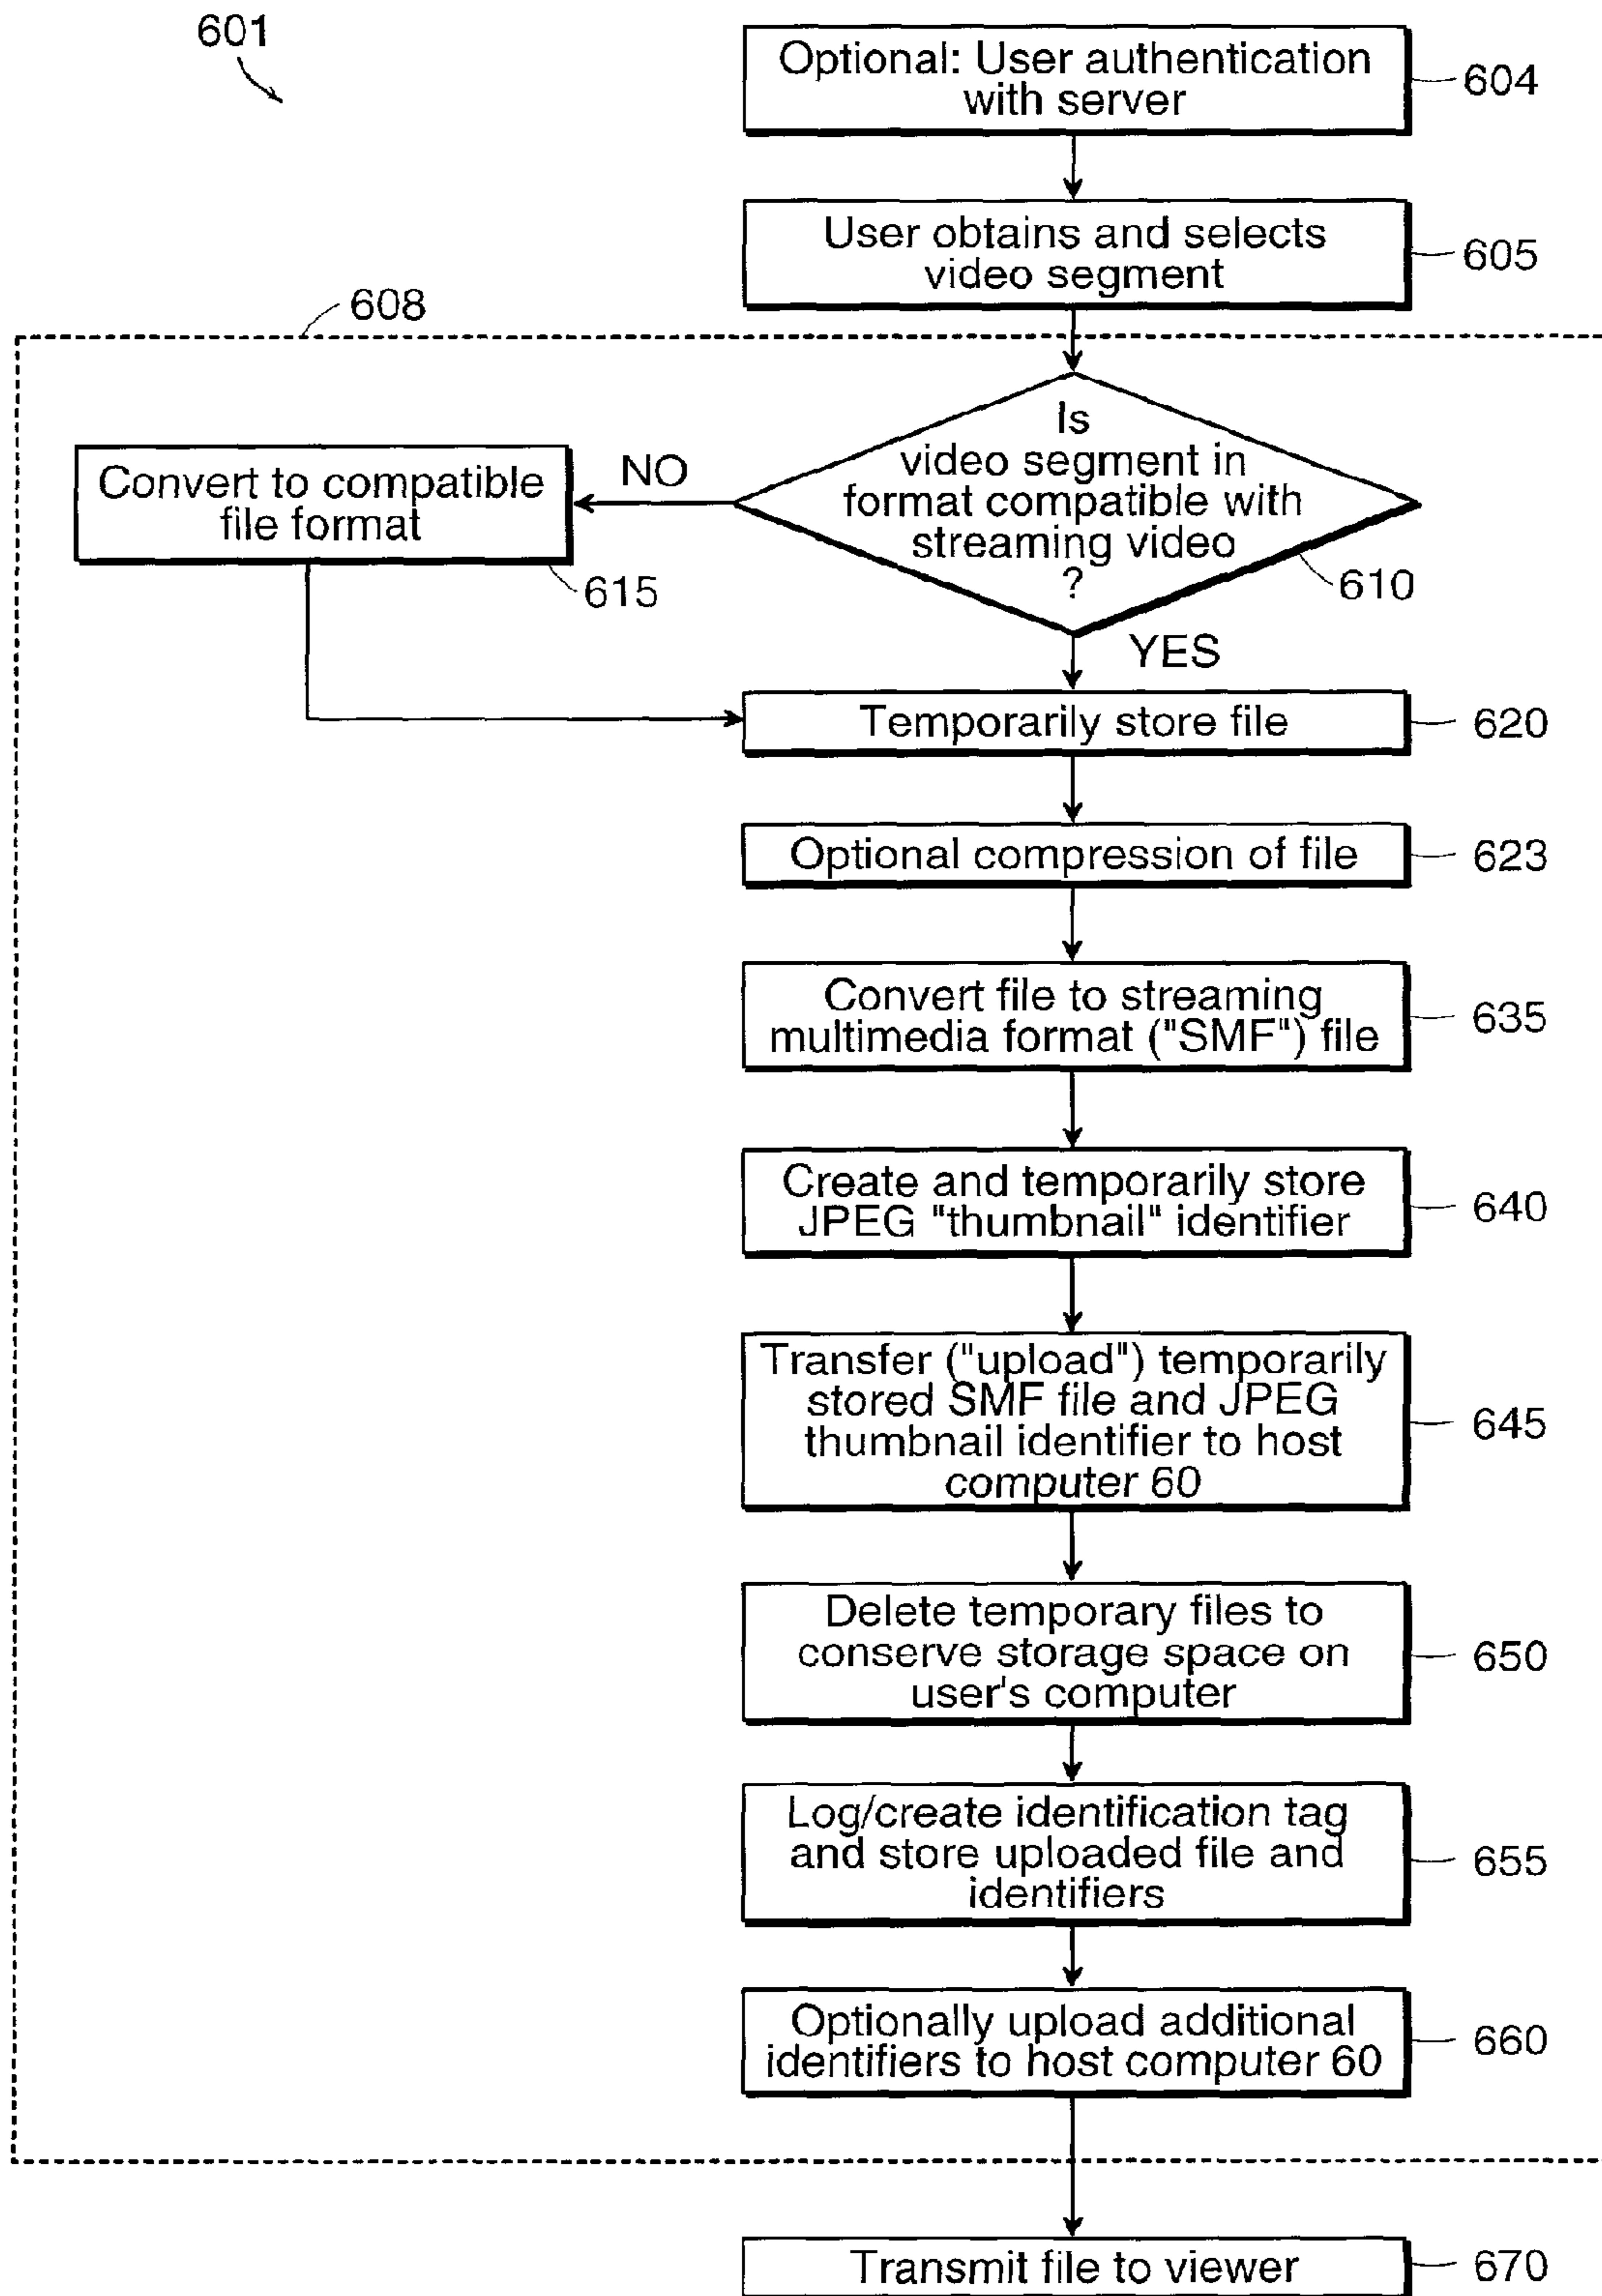 601
Optional: User authentication
with server
604
User obtains and selects
video segment
605
608
Is
video segment in
format compatible with
streaming video
?
610
NO
Convert to compatible
file format
615
YES
Temporarily store file
620
Optional compression of file
623
Convert file to streaming
multimedia format ("SMF") file
635
Create and temporarily store
JPEG "thumbnail" identifier
640
Transfer ("upload") temporarily
stored SMF file and JPEG
thumbnail identifier to host
computer 60
645
Delete temporary files to
conserve storage space on
user's computer
650
Log/create identification tag
and store uploaded file and
identifiers
655
Optionally upload additional
identifiers to host computer 60
660
Transmit file to viewer
670